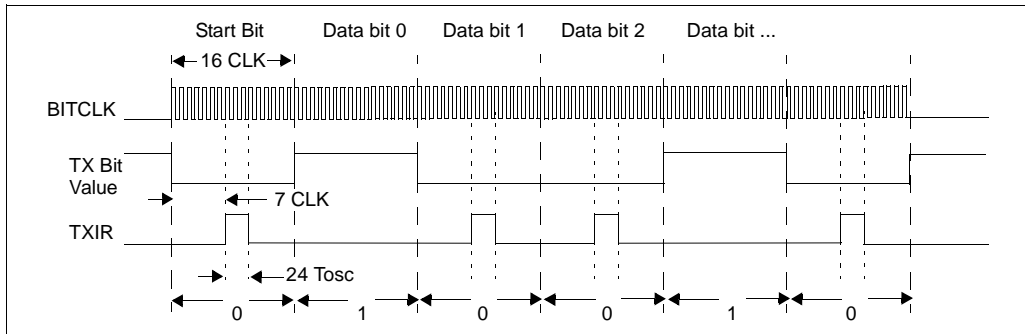 Start Bit Data bit 0 Data bit 1 Data bit 2 Data bit ...
16 CLK
BITCLK
TX Bit
Value
7 CLK
TXIR
24 Tosc
0 1 0 0 1 0